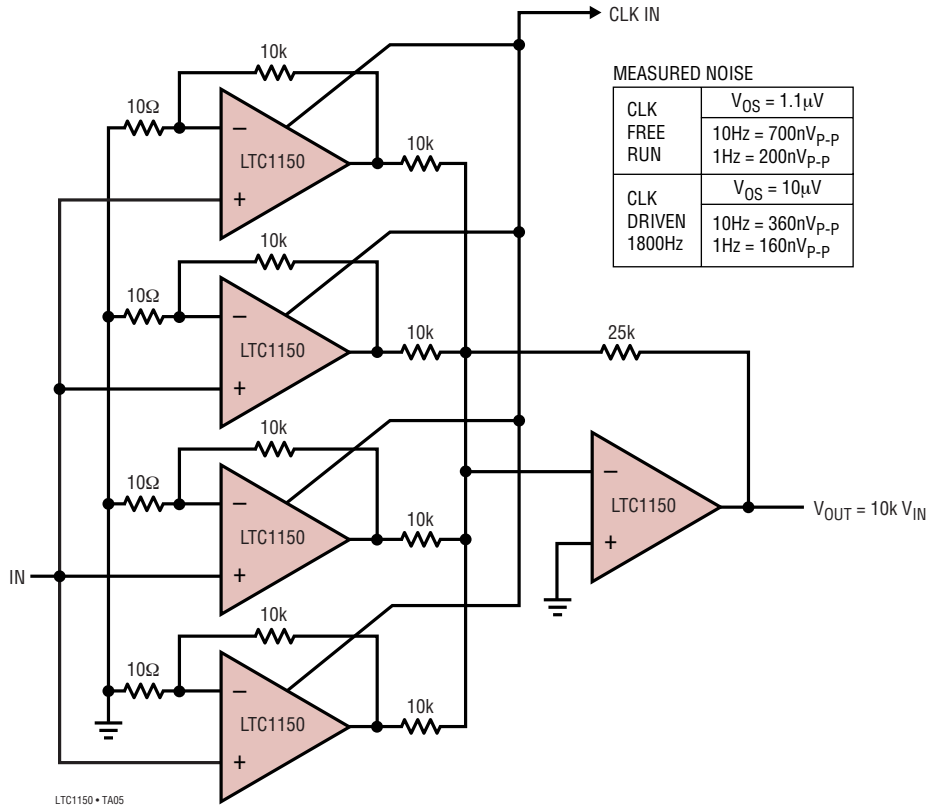 CLK IN
10k
10Ω
−
LTC1150
+
10k
MEASURED NOISE
CLK FREE RUN
V_OS = 1.1µV
10Hz = 700nV_P-P
1Hz = 200nV_P-P
CLK DRIVEN 1800Hz
V_OS = 10µV
10Hz = 360nV_P-P
1Hz = 160nV_P-P
10k
10Ω
−
LTC1150
+
10k
25k
10k
10Ω
−
LTC1150
+
10k
−
LTC1150
+
V_OUT = 10k V_IN
IN
10k
10Ω
−
LTC1150
+
10k
LTC1150 • TA05